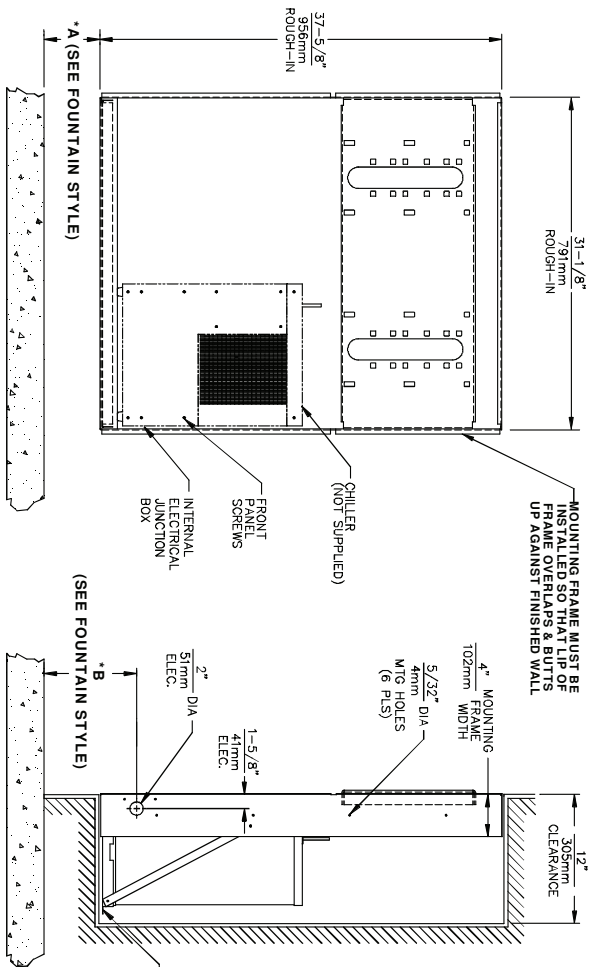 37-5/8"
956mm
ROUGH-IN
*A (SEE FOUNTAIN STYLE)
31-1/8"
791mm
ROUGH-IN
MOUNTING FRAME MUST BE
INSTALLED SO THAT LIP OF
FRAME OVERLAPS & BUTTS
UP AGAINST FINISHED WALL
CHILLER
(NOT SUPPLIED)
FRONT
PANEL
SCREWS
INTERNAL
ELECTRICAL
JUNCTION
BOX
*B
(SEE FOUNTAIN STYLE)
2" DIA
51mm
ELEC.
1-5/8"
41mm
ELEC.
5/32" DIA
4mm
MTG HOLES
(6 PLS)
4" MOUNTING
102mm FRAME
WIDTH
12"
305mm
CLEARANCE